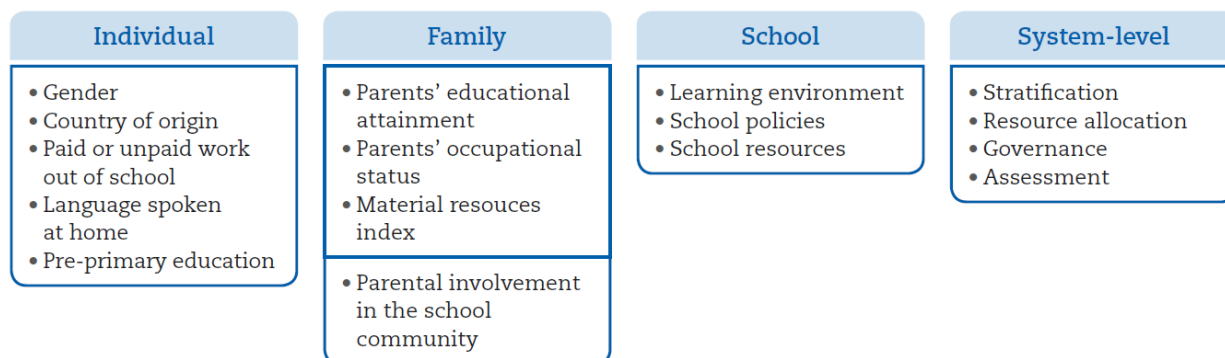 Individual
• Gender
• Country of origin
• Paid or unpaid work
out of school
• Language spoken
at home
• Pre-primary education
Family
• Parents’ educational
attainment
• Parents’ occupational
status
• Material resouces
index
• Parental involvement
in the school
community
School
• Learning environment
• School policies
• School resources
System-level
• Stratification
• Resource allocation
• Governance
• Assessment